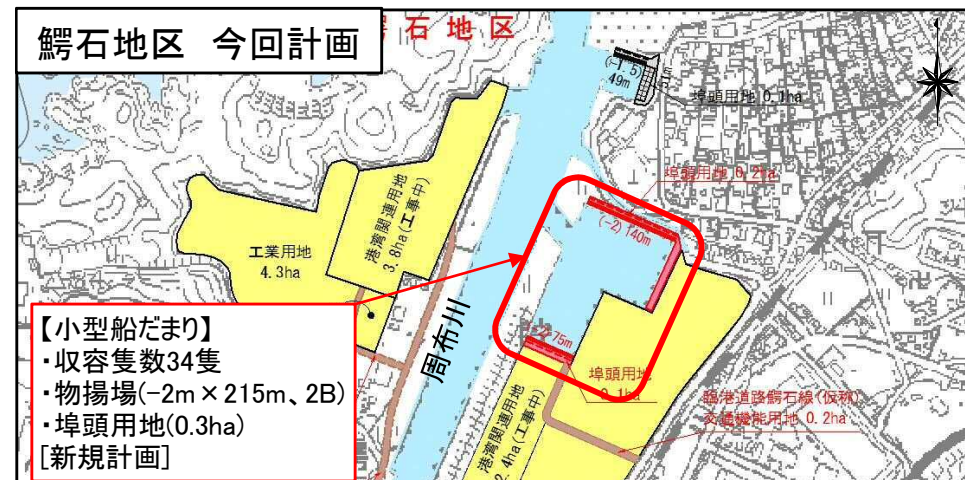 鰐石地区 今回計画
石地区
(-1.5)
49m
埠頭用地 0.1ha
埠頭用地 0.2ha
(-2) 140m
港湾関連用地
3.8ha(工事中)
工業用地
4.3ha
【小型船だまり】
・収容隻数34隻
・物揚場(-2m×215m、2B)
・埠頭用地(0.3ha)
[新規計画]
周布川
(-2) 75m
埠頭用地
0.1ha
臨港道路鰐石線(仮称)
交通機能用地 0.2ha
港湾関連用地
2.4ha(工事中)